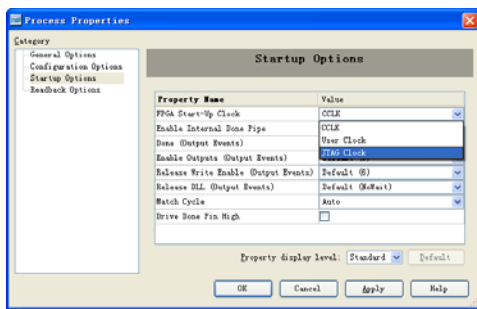 Process Properties
Category
General Options
Configuration Options
Startup Options
Readback Options
Startup Options
Property Name Value
FPGA Start-Up Clock CCLK
Enable Internal Done Pipe CCLK
Done (Output Events) User Clock
Enable Outputs (Output Events) JTAG Clock
Release Write Enable (Output Events) Default (6)
Release DLL (Output Events) Default (NoWait)
Match Cycle Auto
Drive Done Pin High
Property display level: Standard Default
OK Cancel Apply Help